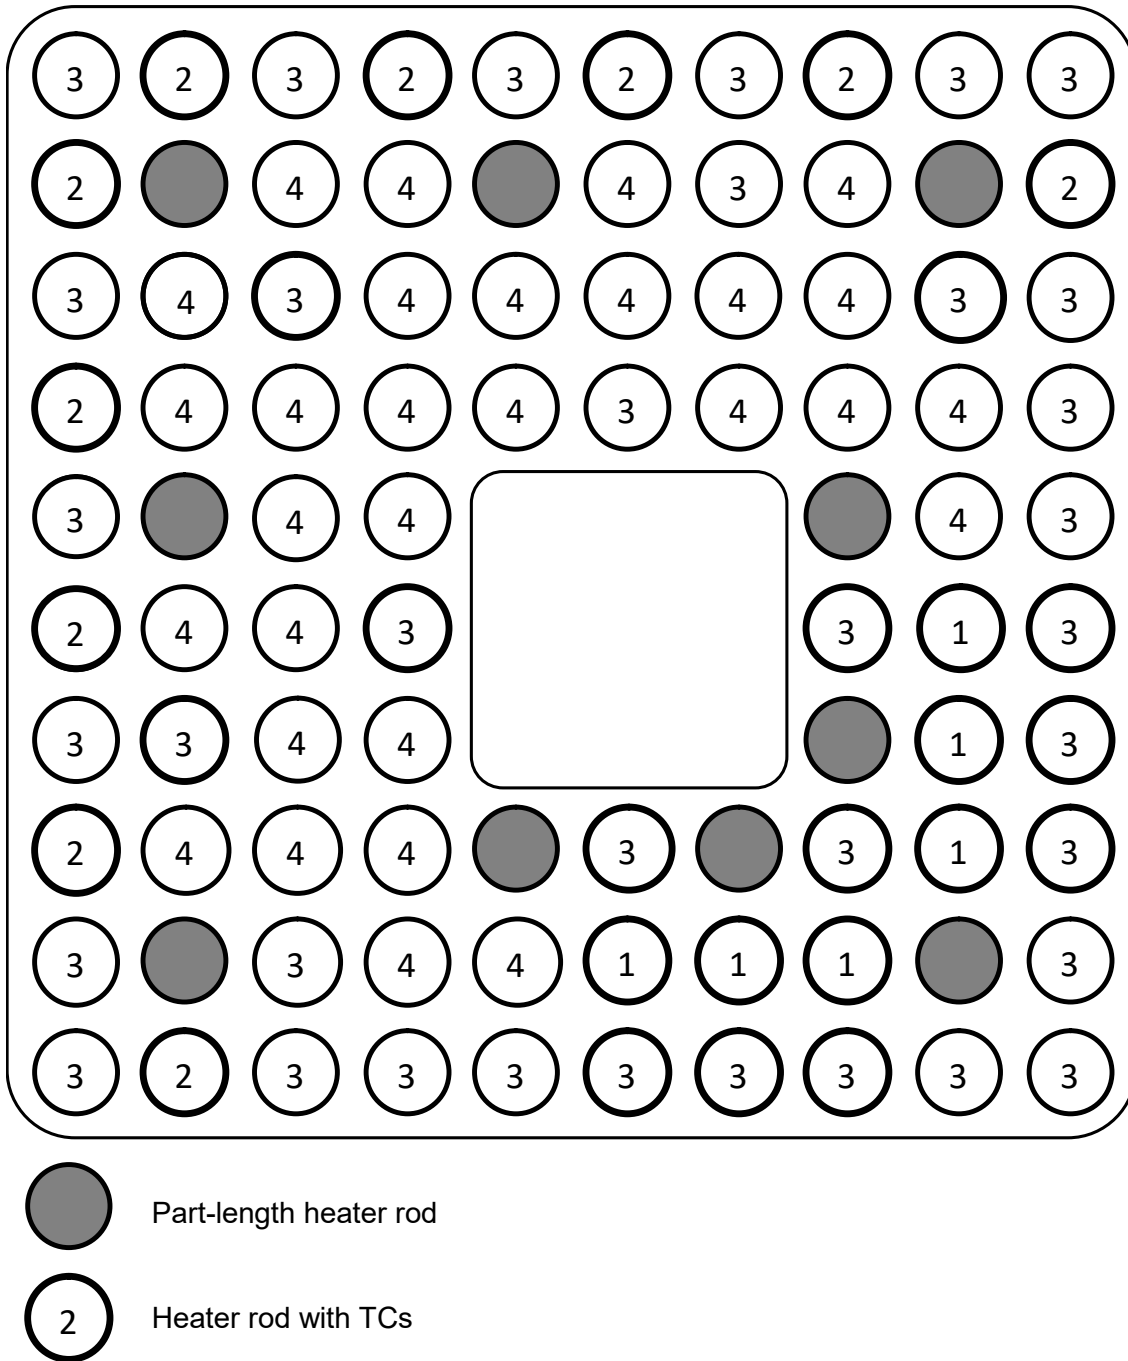 3 2 3 2 3 2 3 2 3 3
2 4 4 4 3 4 2
3 4 3 4 4 4 4 4 3 3
2 4 4 4 4 3 4 4 4 3
3 4 4 4 3
2 4 4 3 3 1 3
3 3 4 4 1 3
2 4 4 4 3 3 1 3
3 3 4 4 1 1 1 3
3 2 3 3 3 3 3 3 3 3
Part-length heater rod
2 Heater rod with TCs